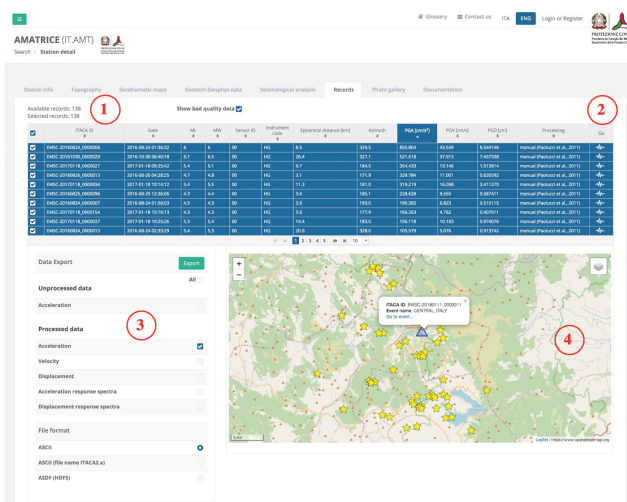 Glossary Contact us ITA ENG Login or Register
AMATRICE (IT.AMT)
PROTEZIONE CIVILE
Search / Station detail
Station info Topography Geothematic maps Geotech-Geophys data Seismological analysis Records Photo gallery Documentation
Available records: 138
Selected records: 138
Show bad quality data
1
2
ITACA ID Date ML MW Sensor ID Instrument code Epicentral distance [km] Azimuth PGA [cm/s²] PGV [cm/s] PGD [cm] Processing Go
EMSC-20160824_0000006 2016-08-24 01:36:32 6 6 00 HG 8.5 329.5 850.804 43.549 8.544146 manual (Paolucci et al., 2011)
EMSC-20161030_0000029 2016-10-30 06:40:18 6.1 6.5 00 HG 26.4 327.1 521.618 37.915 7.457398 manual (Paolucci et al., 2011)
EMSC-20170118_0000027 2017-01-18 09:25:42 5.4 5.1 00 HG 9.7 184.5 354.433 13.146 1.513914 manual (Paolucci et al., 2011)
EMSC-20160826_0000013 2016-08-26 04:28:25 4.7 4.8 00 HG 3.1 171.9 329.784 11.001 0.635592 manual (Paolucci et al., 2011)
EMSC-20170118_0000034 2017-01-18 10:14:12 5.4 5.5 00 HG 11.3 181.0 319.219 16.098 3.411270 manual (Paolucci et al., 2011)
EMSC-20160825_0000096 2016-08-25 12:36:06 4.3 4.4 00 HG 3.6 185.1 228.628 9.555 0.587411 manual (Paolucci et al., 2011)
EMSC-20160824_0000007 2016-08-24 01:56:03 4.5 4.3 00 HG 3.6 193.0 190.392 6.823 0.515115 manual (Paolucci et al., 2011)
EMSC-20170118_0000154 2017-01-18 15:16:13 4.3 4.3 00 HG 3.6 177.9 166.263 4.762 0.407011 manual (Paolucci et al., 2011)
EMSC-20170118_0000037 2017-01-18 10:25:26 5.3 5.4 00 HG 14.4 183.0 156.118 10.183 0.974076 manual (Paolucci et al., 2011)
EMSC-20160824_0000013 2016-08-24 02:33:29 5.4 5.3 00 HG 20.9 328.0 105.579 5.076 0.913742 manual (Paolucci et al., 2011)
1 2 3 4 5 10
Data Export Export
All
Unprocessed data
Acceleration
Processed data
3
Acceleration
Velocity
Displacement
Acceleration response spectra
Displacement response spectra
File format
ASCII
ASCII (file name ITACA2.x)
ASDF (HDF5)
+
−
ITACA ID: EMSC-20180111_0000011
Event name: CENTRAL_ITALY
Go to event...
4
5 km
Leaflet | https://www.openstreetmap.org